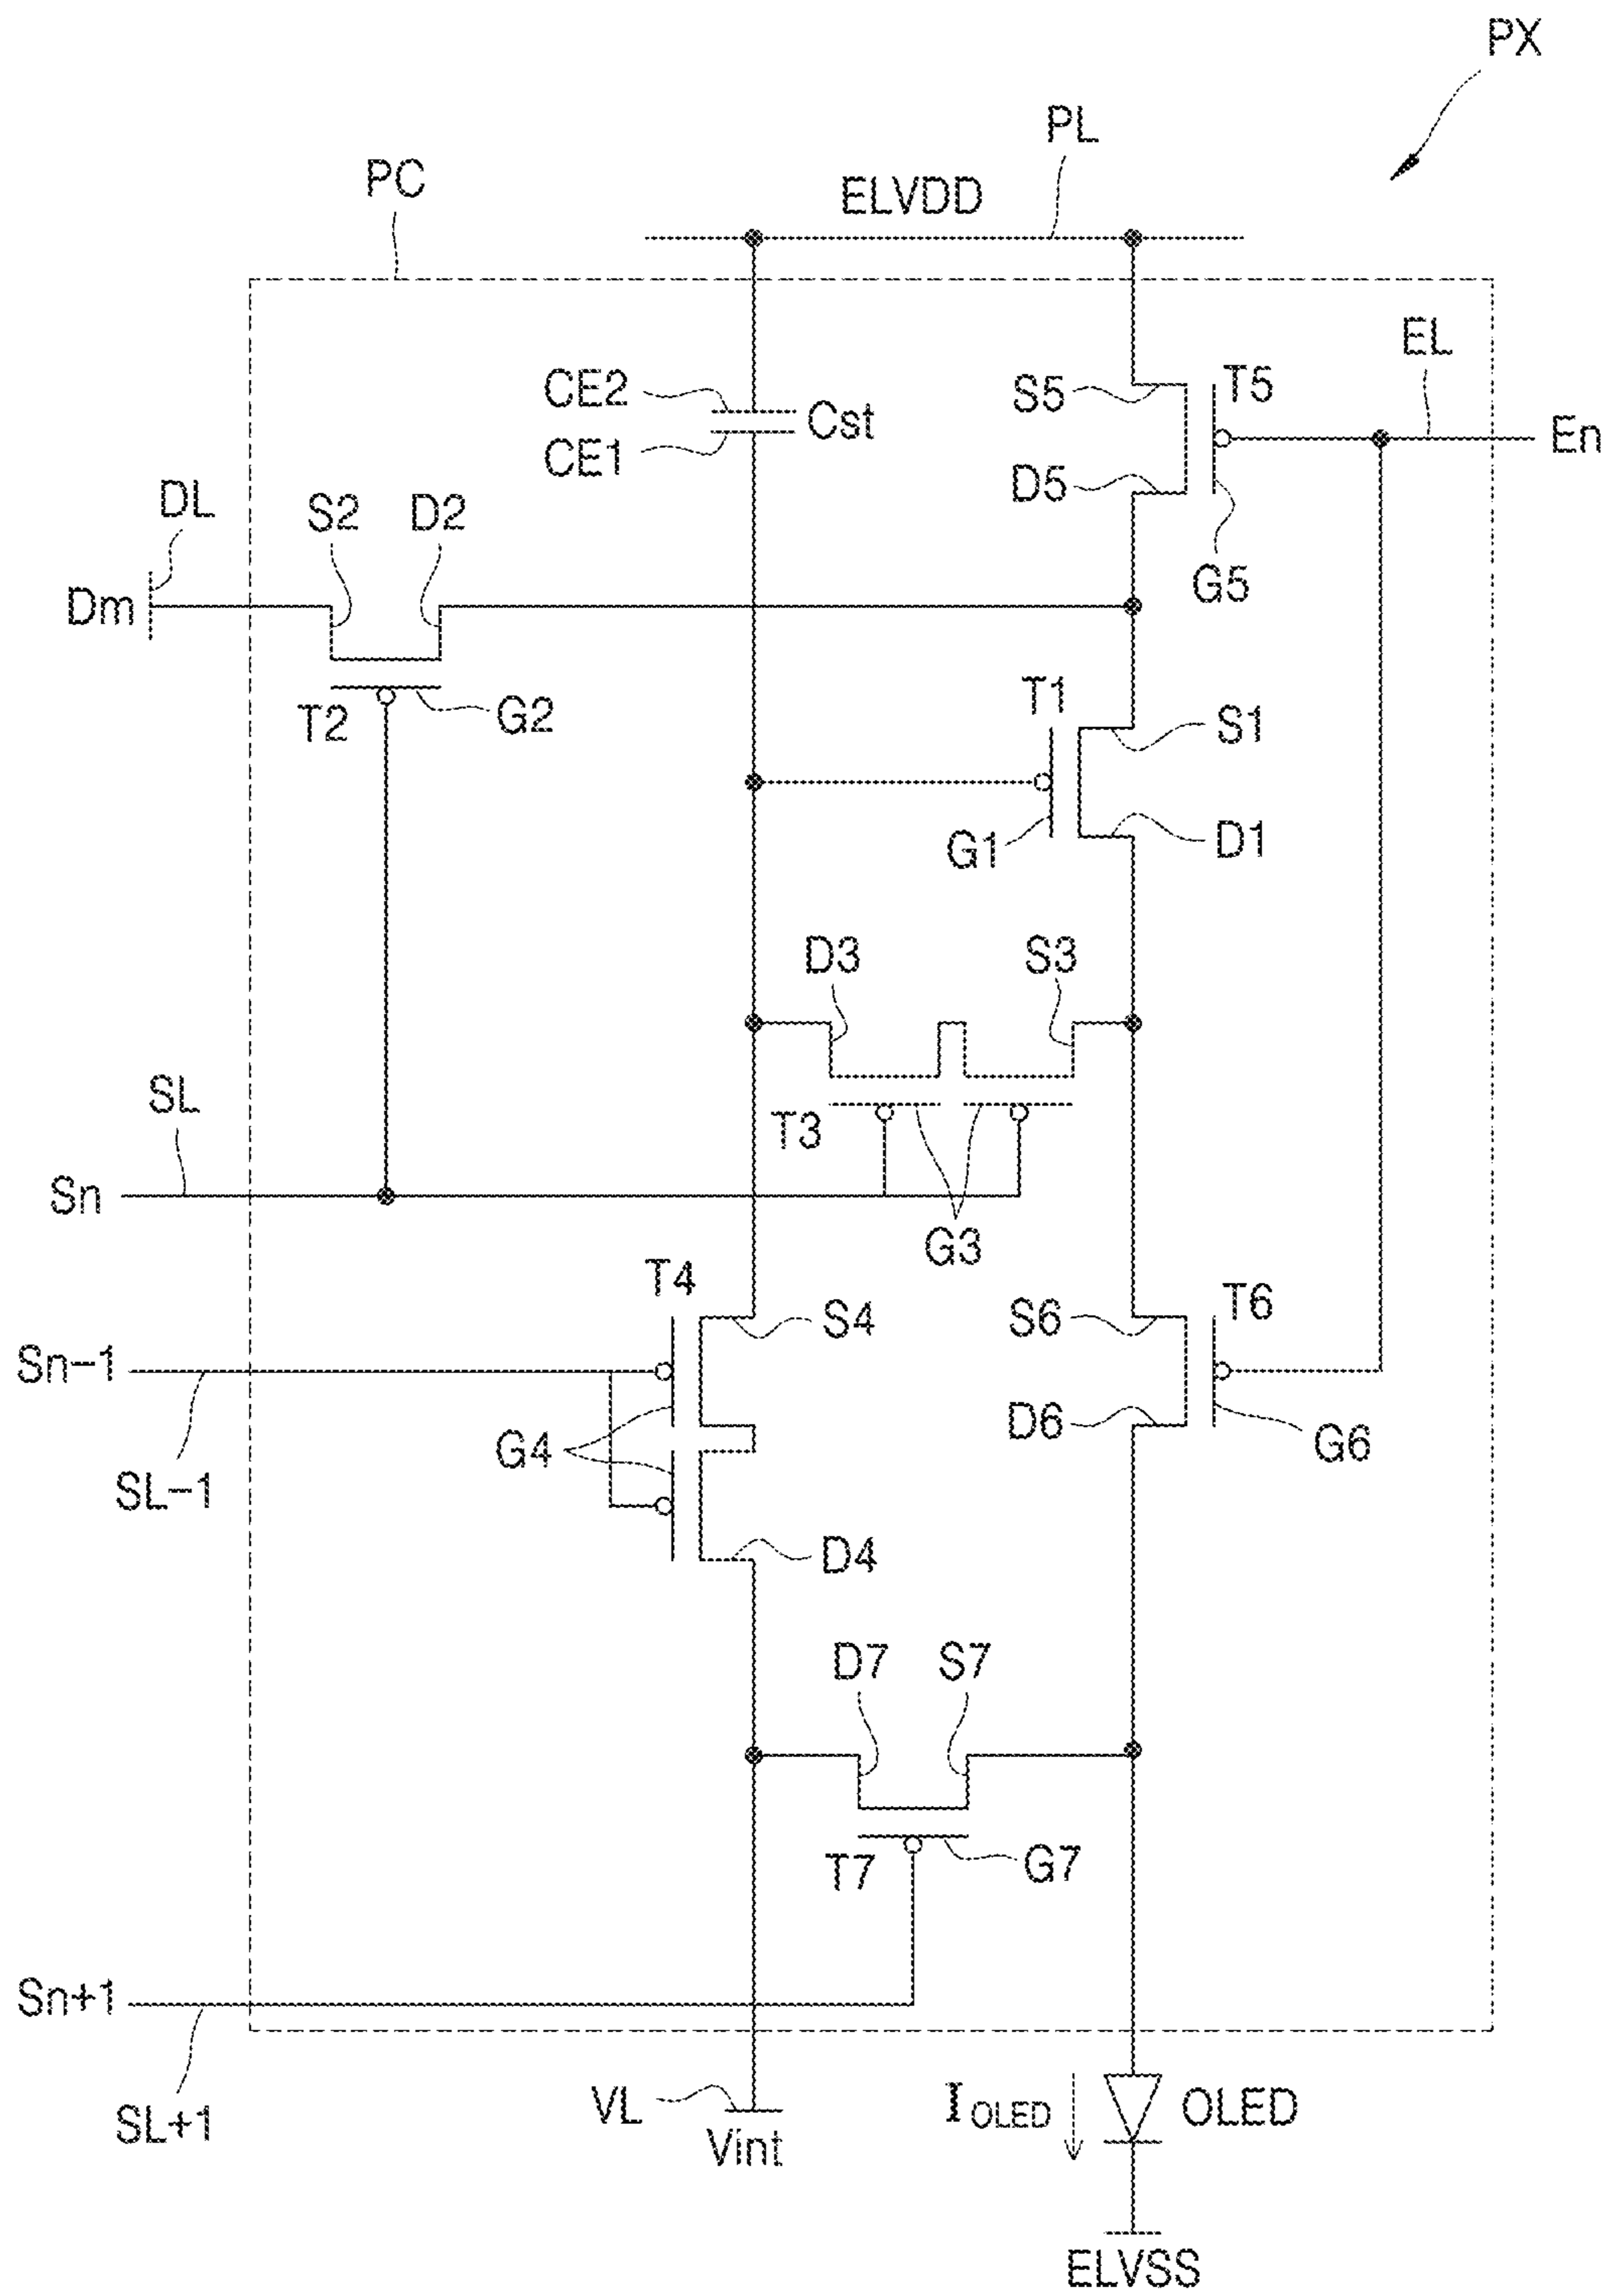 PX
PL
PC
ELVDD
EL
CE2
S5
T5
Cst
En
CE1
D5
DL
S2
D2
G5
Dm
T1
T2
G2
S1
G1
D1
D3
S3
SL
T3
Sn
G3
T4
S4
S6
T6
Sn-1
D6
G4
G6
SL-1
D4
D7
S7
T7
G7
Sn+1
VL
I OLED
OLED
SL+1
Vint
ELVSS